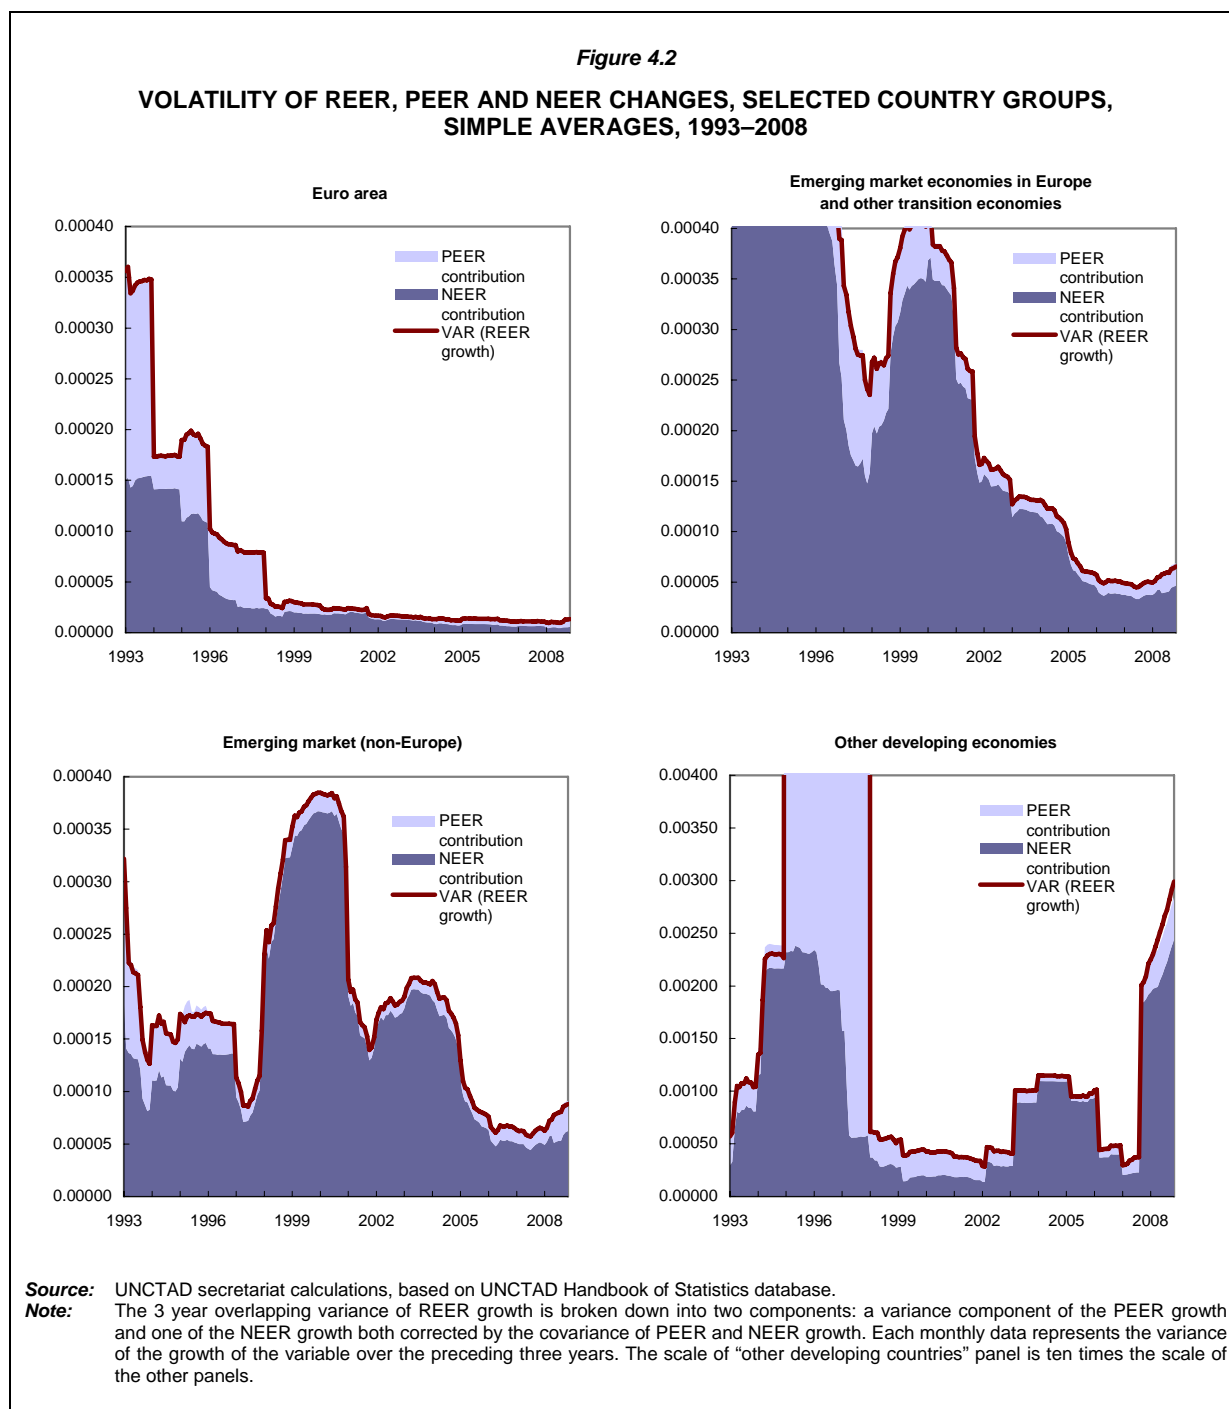 Figure 4.2
VOLATILITY OF REER, PEER AND NEER CHANGES, SELECTED COUNTRY GROUPS,
SIMPLE AVERAGES, 1993–2008
Euro area
0.00040
0.00035
0.00030
0.00025
0.00020
0.00015
0.00010
0.00005
0.00000
1993 1996 1999 2002 2005 2008
PEER
contribution
NEER
contribution
VAR (REER
growth)
Emerging market economies in Europe
and other transition economies
0.00040
0.00035
0.00030
0.00025
0.00020
0.00015
0.00010
0.00005
0.00000
1993 1996 1999 2002 2005 2008
PEER
contribution
NEER
contribution
VAR (REER
growth)
Emerging market (non-Europe)
0.00040
0.00035
0.00030
0.00025
0.00020
0.00015
0.00010
0.00005
0.00000
1993 1996 1999 2002 2005 2008
PEER
contribution
NEER
contribution
VAR (REER
growth)
Other developing economies
0.00400
0.00350
0.00300
0.00250
0.00200
0.00150
0.00100
0.00050
0.00000
1993 1996 1999 2002 2005 2008
PEER
contribution
NEER
contribution
VAR (REER
growth)
Source: UNCTAD secretariat calculations, based on UNCTAD Handbook of Statistics database.
Note: The 3 year overlapping variance of REER growth is broken down into two components: a variance component of the PEER growth
and one of the NEER growth both corrected by the covariance of PEER and NEER growth. Each monthly data represents the variance
of the growth of the variable over the preceding three years. The scale of “other developing countries” panel is ten times the scale of
the other panels.